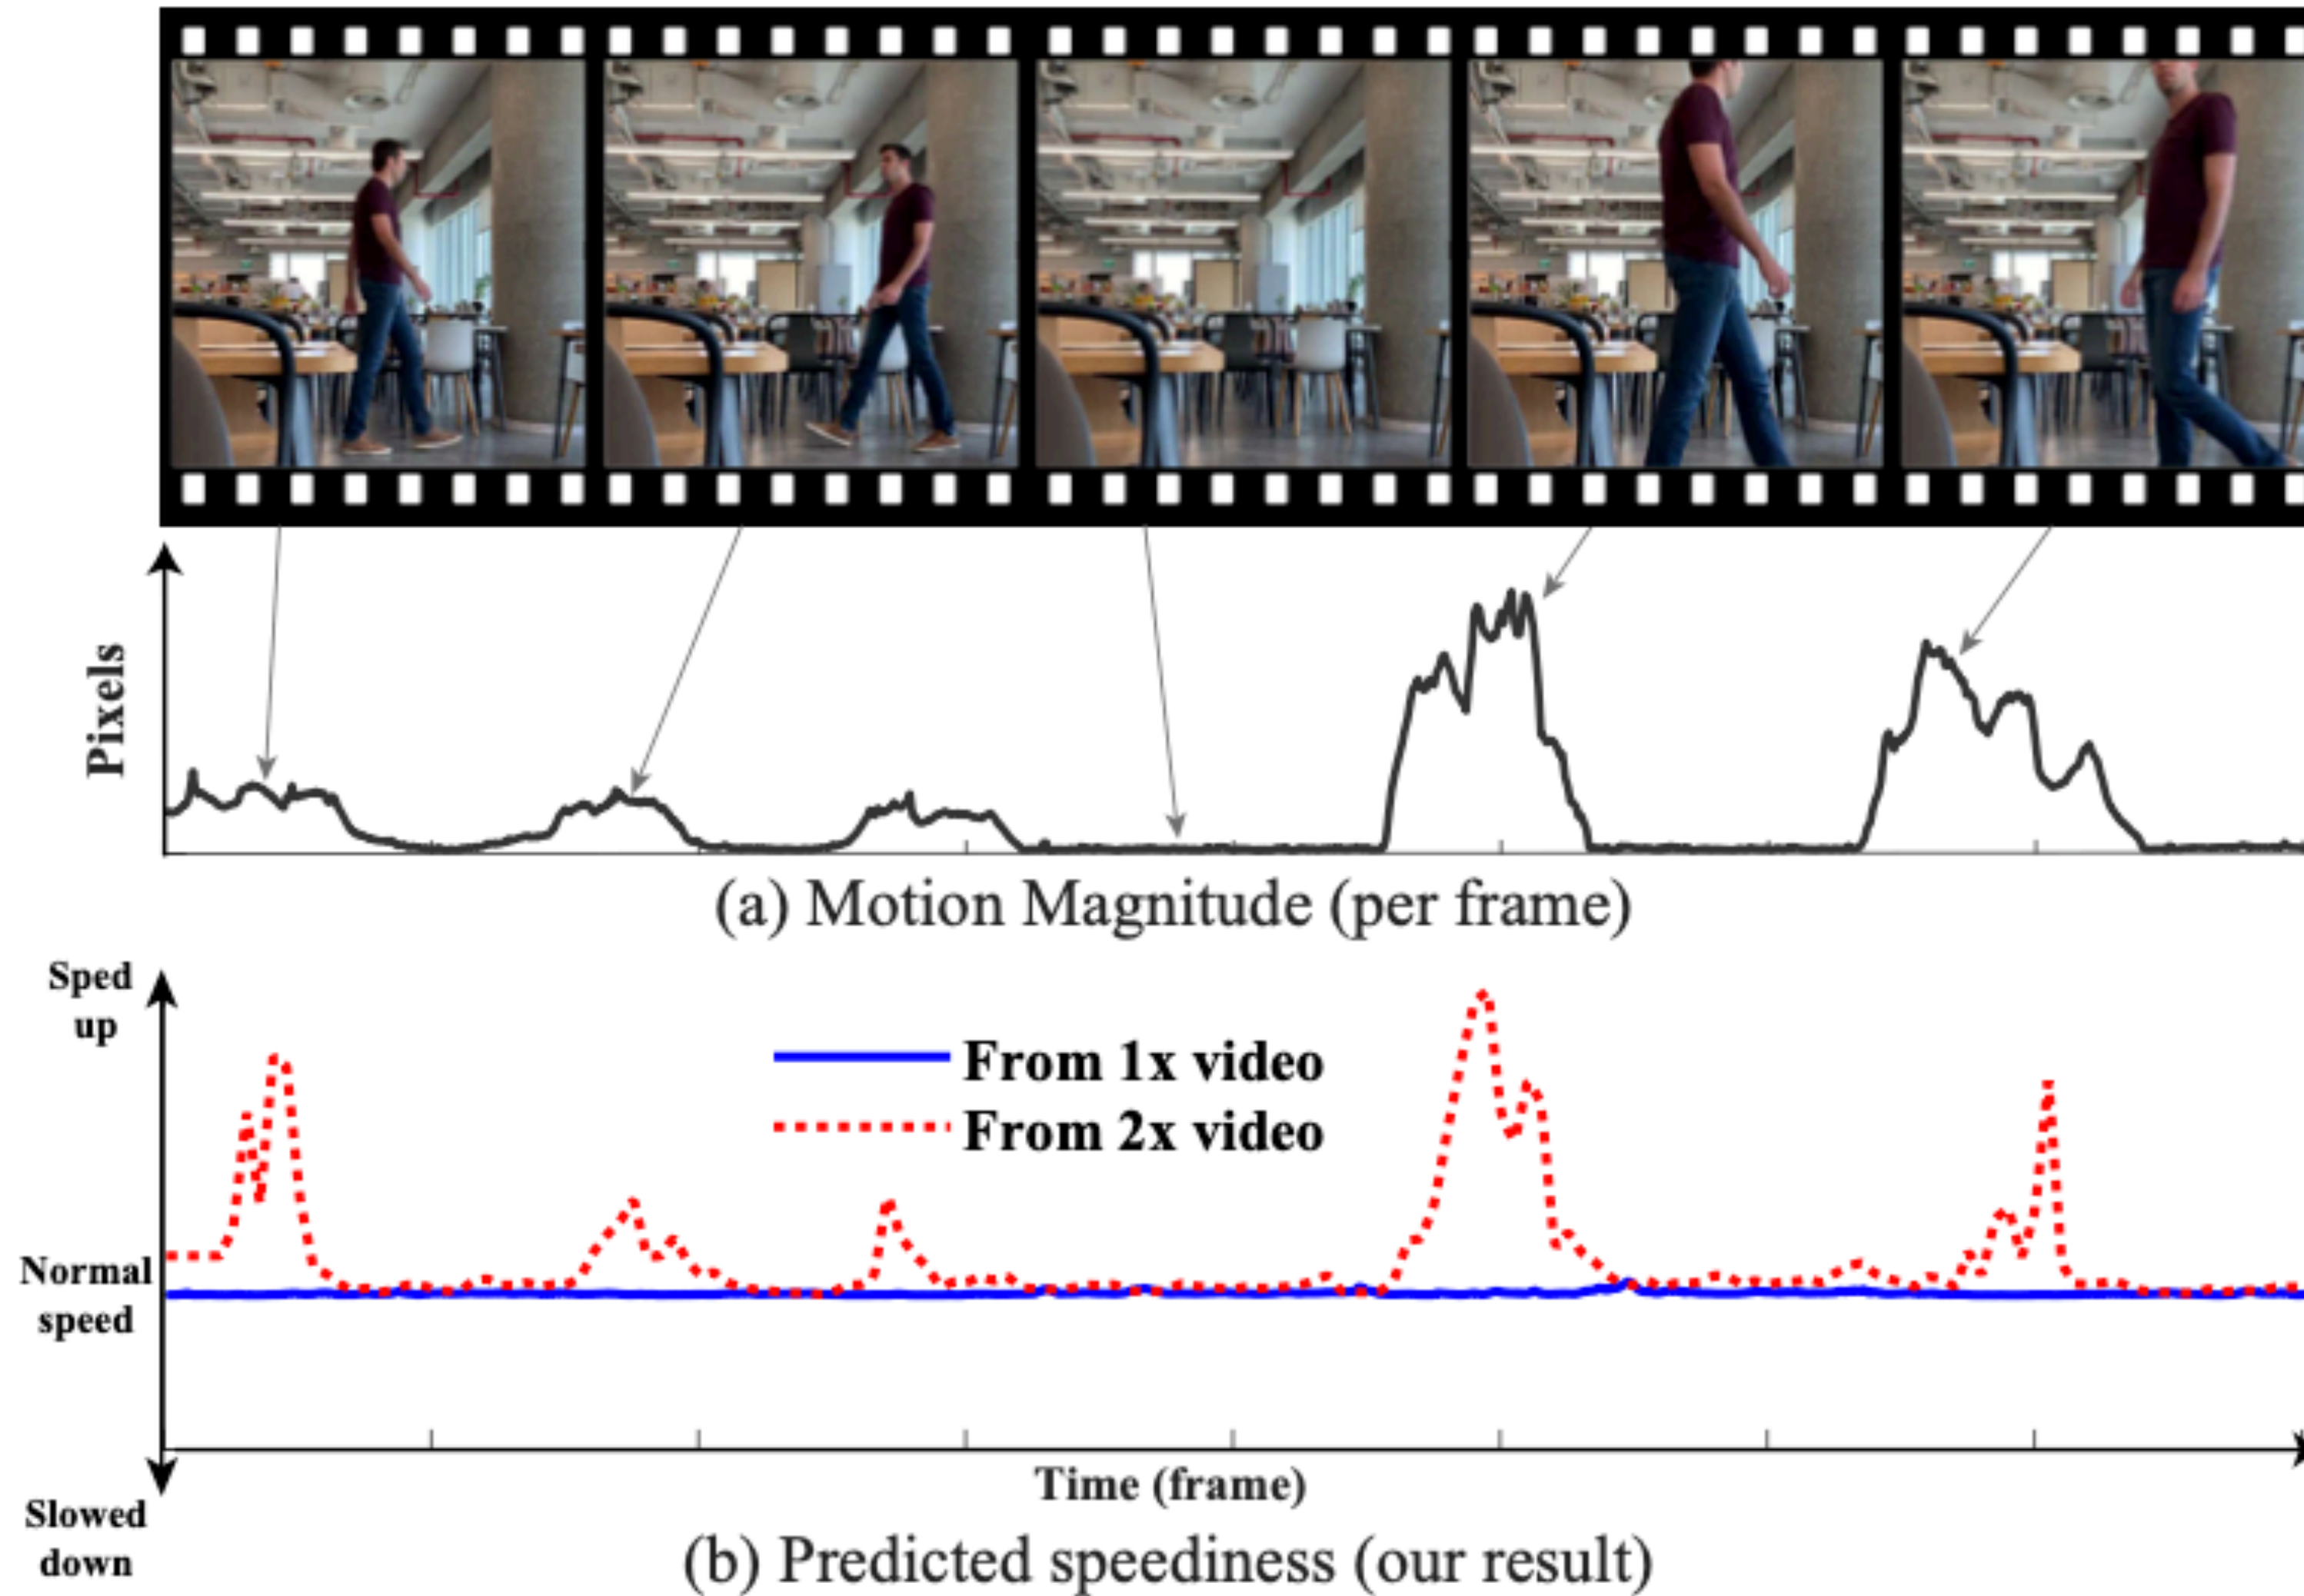 Pixels
(a) Motion Magnitude (per frame)
Sped
up
From 1x video
From 2x video
Normal
speed
Time (frame)
Slowed
down
(b) Predicted speediness (our result)